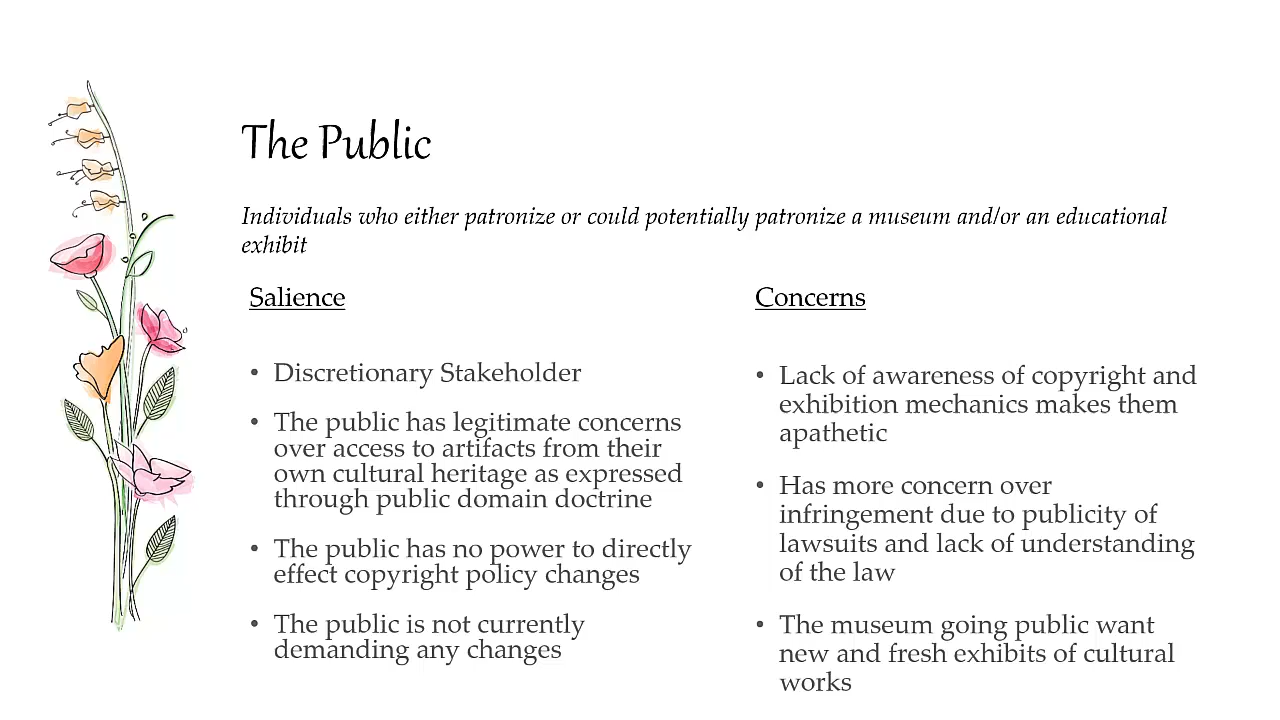 The Public
Individuals who either patronize or could potentially patronize a museum and/or an educational
exhibit
Salience
• Discretionary Stakeholder
• The public has legitimate concerns
over access to artifacts from their
own cultural heritage as expressed
through public domain doctrine
• The public has no power to directly
effect copyright policy changes
• The public is not currently
demanding any changes
Concerns
• Lack of awareness of copyright and
exhibition mechanics makes them
apathetic
• Has more concern over
infringement due to publicity of
lawsuits and lack of understanding
of the law
• The museum going public want
new and fresh exhibits of cultural
works